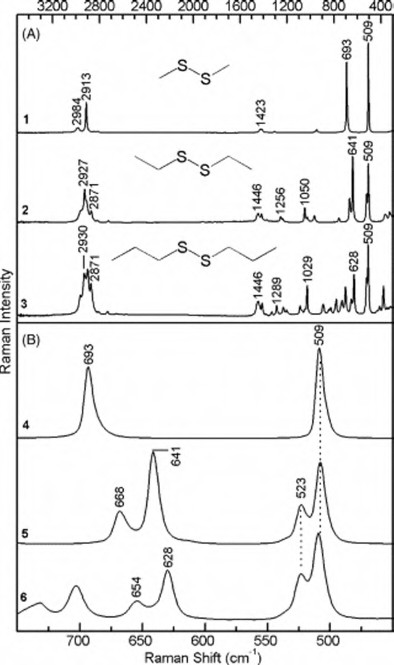 3200 2800 2400 2000 1600 1200 800 400
(A)
509
693
2913
2984
S
S
1423
1
2927
2871
S
S
1446
1256
1050
641
509
2
2930
2871
S
S
1446
1289
1029
628
509
3
(B)
693
509
4
641
668
523
5
654
628
6
700 650 600 550 500
Raman Shift (cm⁻¹)
Raman Intensity